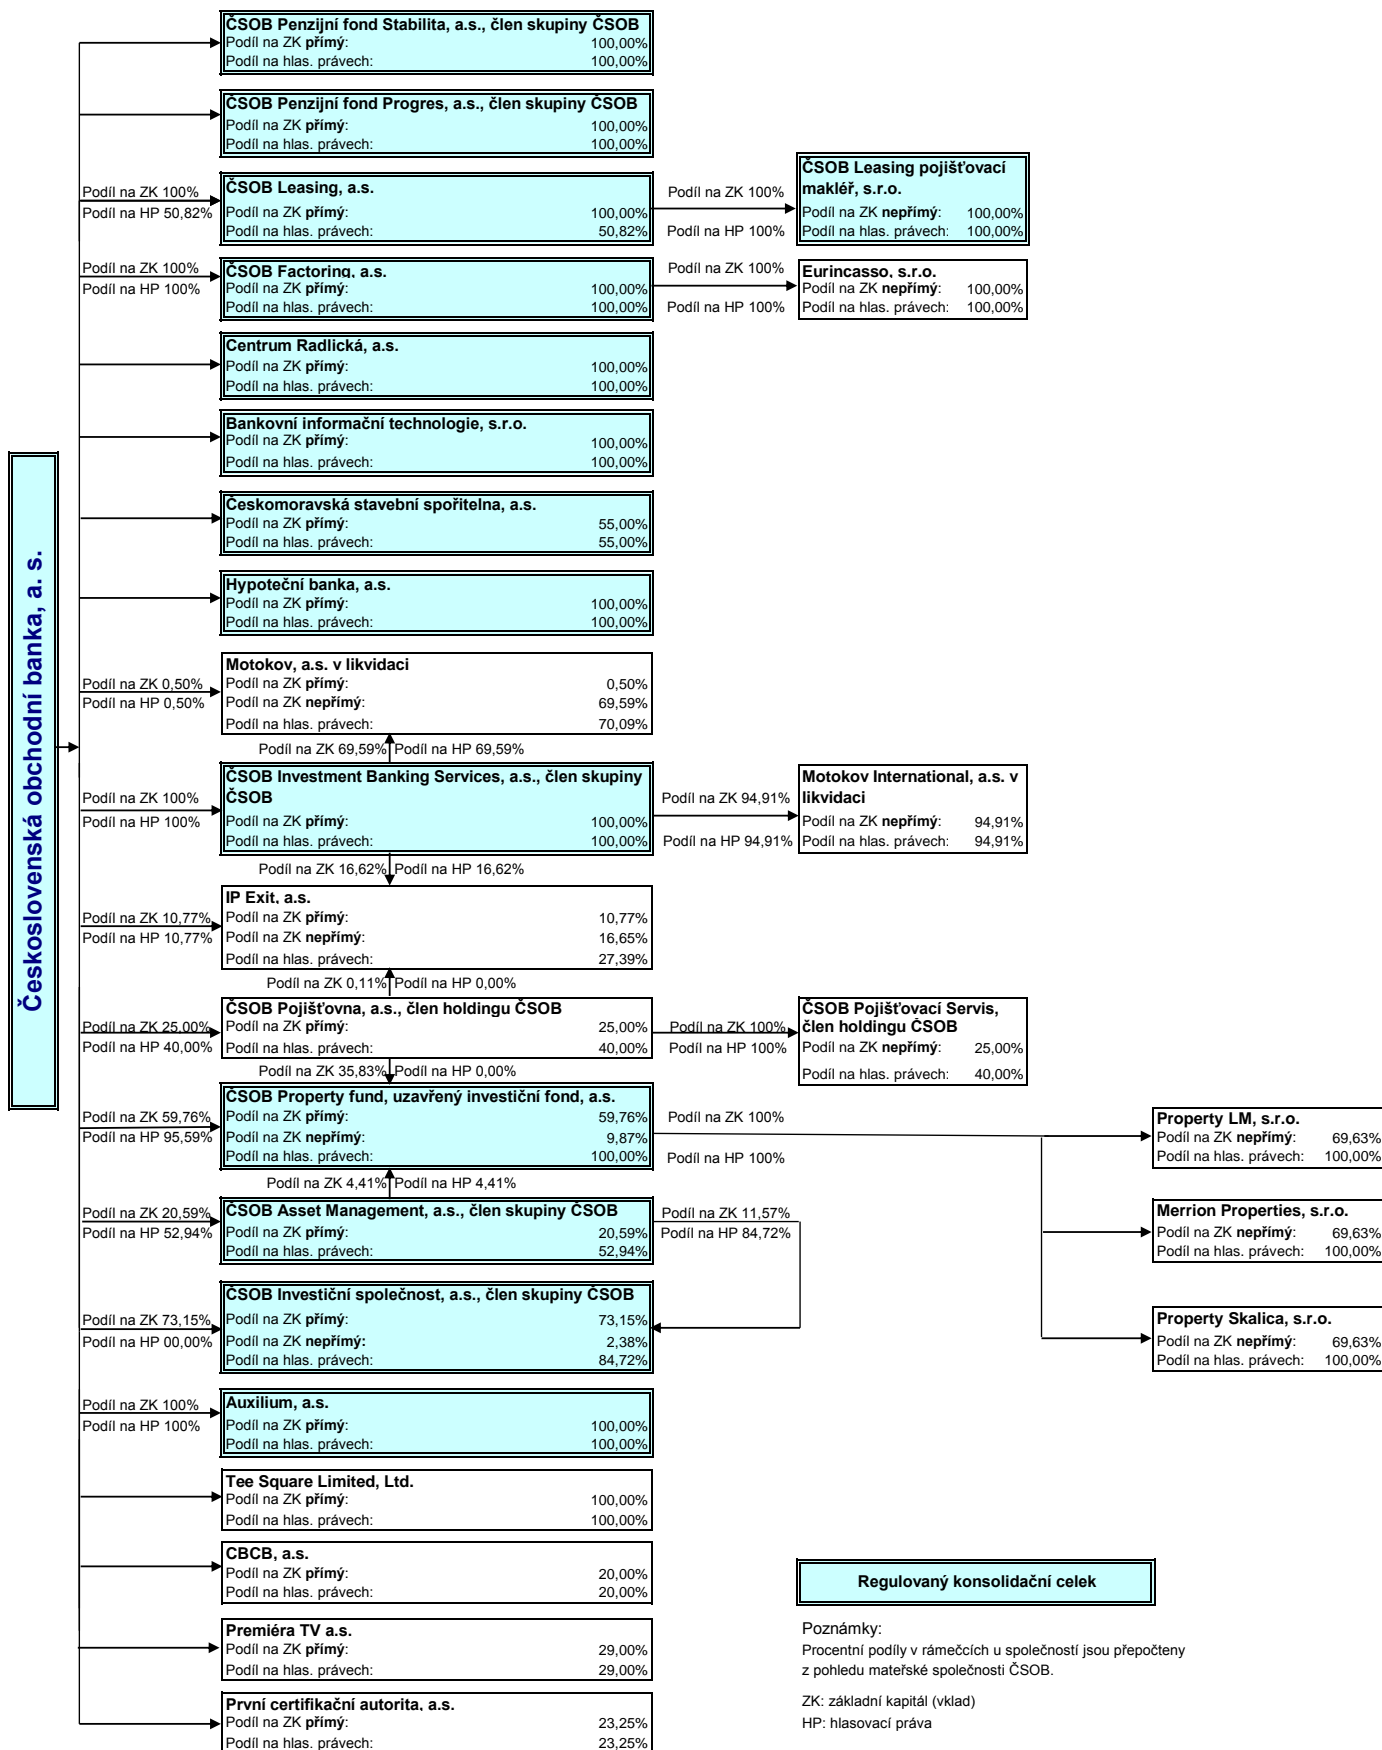 Československá obchodní banka, a. s.
ČSOB Penzijní fond Stabilita, a.s., člen skupiny ČSOB
Podíl na ZK přímý: 100,00%
Podíl na hlas. právech: 100,00%
ČSOB Penzijní fond Progres, a.s., člen skupiny ČSOB
Podíl na ZK přímý: 100,00%
Podíl na hlas. právech: 100,00%
Podíl na ZK 100%
Podíl na HP 50,82%
ČSOB Leasing, a.s.
Podíl na ZK přímý: 100,00%
Podíl na hlas. právech: 50,82%
Podíl na ZK 100%
Podíl na HP 100%
ČSOB Leasing pojišťovací
makléř, s.r.o.
Podíl na ZK nepřímý: 100,00%
Podíl na hlas. právech: 100,00%
Podíl na ZK 100%
Podíl na HP 100%
ČSOB Factoring, a.s.
Podíl na ZK přímý: 100,00%
Podíl na hlas. právech: 100,00%
Podíl na ZK 100%
Podíl na HP 100%
Eurincasso, s.r.o.
Podíl na ZK nepřímý: 100,00%
Podíl na hlas. právech: 100,00%
Centrum Radlická, a.s.
Podíl na ZK přímý: 100,00%
Podíl na hlas. právech: 100,00%
Bankovní informační technologie, s.r.o.
Podíl na ZK přímý: 100,00%
Podíl na hlas. právech: 100,00%
Českomoravská stavební spořitelna, a.s.
Podíl na ZK přímý: 55,00%
Podíl na hlas. právech: 55,00%
Hypoteční banka, a.s.
Podíl na ZK přímý: 100,00%
Podíl na hlas. právech: 100,00%
Podíl na ZK 0,50%
Podíl na HP 0,50%
Motokov, a.s. v likvidaci
Podíl na ZK přímý: 0,50%
Podíl na ZK nepřímý: 69,59%
Podíl na hlas. právech: 70,09%
Podíl na ZK 69,59% Podíl na HP 69,59%
Podíl na ZK 100%
Podíl na HP 100%
ČSOB Investment Banking Services, a.s., člen skupiny
ČSOB
Podíl na ZK přímý: 100,00%
Podíl na hlas. právech: 100,00%
Podíl na ZK 94,91%
Podíl na HP 94,91%
Motokov International, a.s. v
likvidaci
Podíl na ZK nepřímý: 94,91%
Podíl na hlas. právech: 94,91%
Podíl na ZK 16,62% Podíl na HP 16,62%
Podíl na ZK 10,77%
Podíl na HP 10,77%
IP Exit, a.s.
Podíl na ZK přímý: 10,77%
Podíl na ZK nepřímý: 16,65%
Podíl na hlas. právech: 27,39%
Podíl na ZK 0,11% Podíl na HP 0,00%
Podíl na ZK 25,00%
Podíl na HP 40,00%
ČSOB Pojišťovna, a.s., člen holdingu ČSOB
Podíl na ZK přímý: 25,00%
Podíl na hlas. právech: 40,00%
Podíl na ZK 100%
Podíl na HP 100%
ČSOB Pojišťovací Servis,
člen holdingu ČSOB
Podíl na ZK nepřímý: 25,00%
Podíl na hlas. právech: 40,00%
Podíl na ZK 35,83% Podíl na HP 0,00%
Podíl na ZK 59,76%
Podíl na HP 95,59%
ČSOB Property fund, uzavřený investiční fond, a.s.
Podíl na ZK přímý: 59,76%
Podíl na ZK nepřímý: 9,87%
Podíl na hlas. právech: 100,00%
Podíl na ZK 100%
Podíl na HP 100%
Property LM, s.r.o.
Podíl na ZK nepřímý: 69,63%
Podíl na hlas. právech: 100,00%
Podíl na ZK 4,41% Podíl na HP 4,41%
Podíl na ZK 20,59%
Podíl na HP 52,94%
ČSOB Asset Management, a.s., člen skupiny ČSOB
Podíl na ZK přímý: 20,59%
Podíl na hlas. právech: 52,94%
Podíl na ZK 11,57%
Podíl na HP 84,72%
Merrion Properties, s.r.o.
Podíl na ZK nepřímý: 69,63%
Podíl na hlas. právech: 100,00%
Podíl na ZK 73,15%
Podíl na HP 00,00%
ČSOB Investiční společnost, a.s., člen skupiny ČSOB
Podíl na ZK přímý: 73,15%
Podíl na ZK nepřímý: 2,38%
Podíl na hlas. právech: 84,72%
Property Skalica, s.r.o.
Podíl na ZK nepřímý: 69,63%
Podíl na hlas. právech: 100,00%
Podíl na ZK 100%
Podíl na HP 100%
Auxilium, a.s.
Podíl na ZK přímý: 100,00%
Podíl na hlas. právech: 100,00%
Tee Square Limited, Ltd.
Podíl na ZK přímý: 100,00%
Podíl na hlas. právech: 100,00%
CBCB, a.s.
Podíl na ZK přímý: 20,00%
Podíl na hlas. právech: 20,00%
Premiéra TV a.s.
Podíl na ZK přímý: 29,00%
Podíl na hlas. právech: 29,00%
První certifikační autorita, a.s.
Podíl na ZK přímý: 23,25%
Podíl na hlas. právech: 23,25%
Regulovaný konsolidační celek
Poznámky:
Procentní podíly v rámečcích u společností jsou přepočteny
z pohledu mateřské společnosti ČSOB.
ZK: základní kapitál (vklad)
HP: hlasovací práva